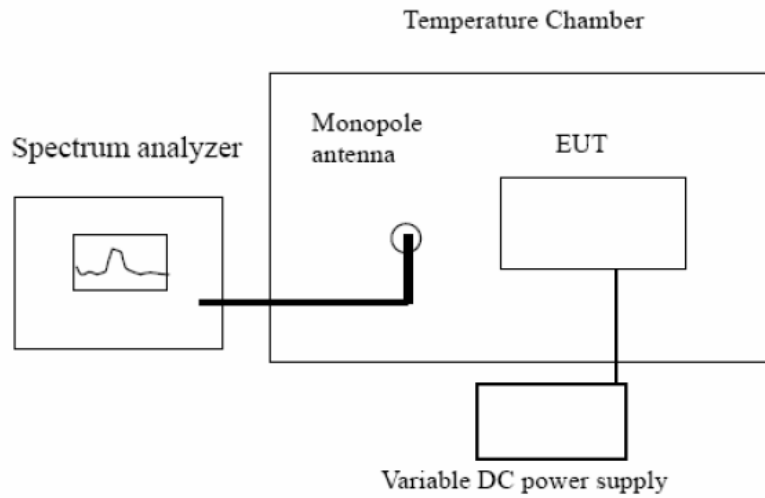 Temperature Chamber
Monopole
antenna
EUT
Spectrum analyzer
Variable DC power supply